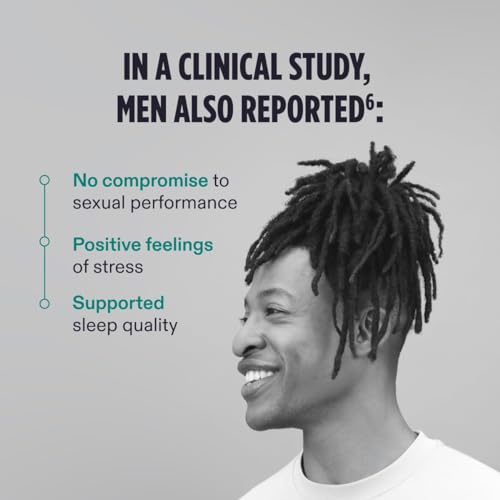 IN A CLINICAL STUDY,
MEN ALSO REPORTED⁶:
No compromise to
sexual performance
Positive feelings
of stress
Supported
sleep quality